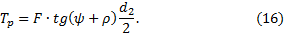 T_p = F · tg(ψ + ρ) d_2/2. (16)